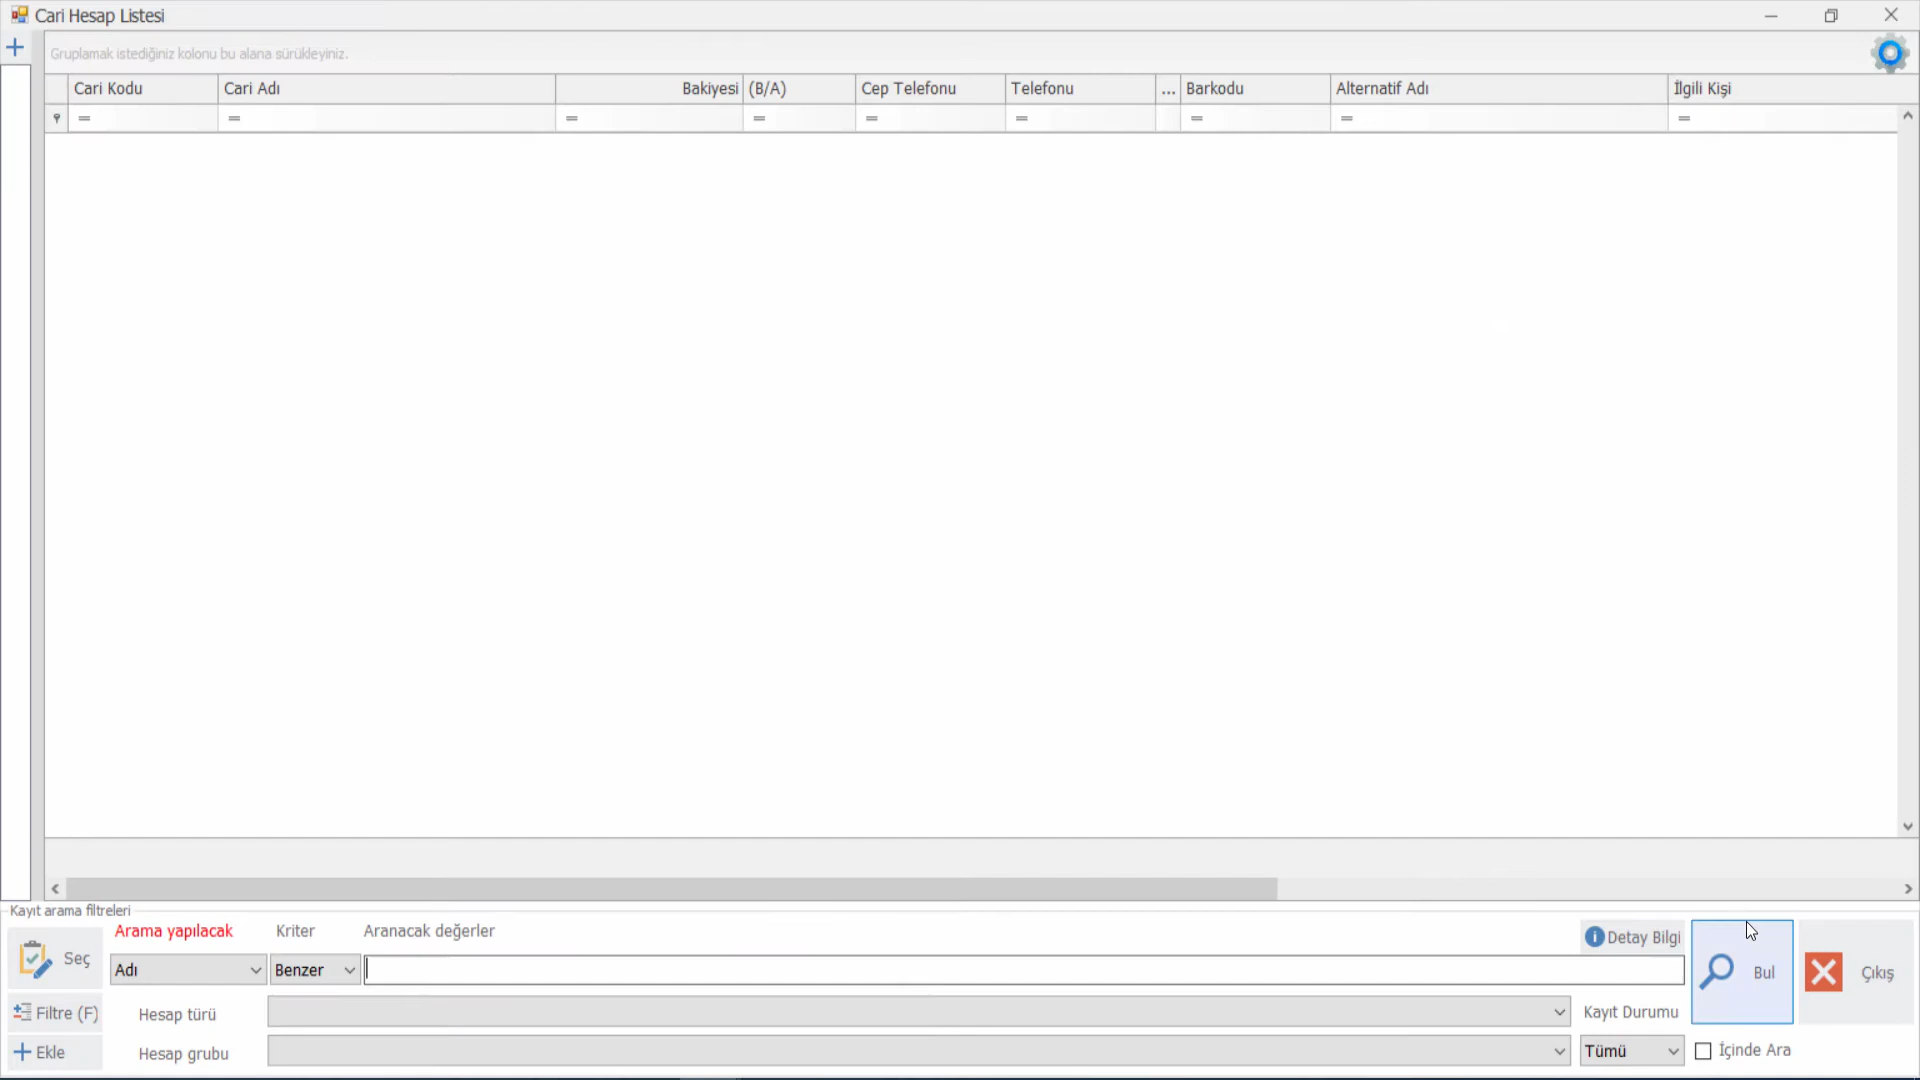 Cari Hesap Listesi
Gruplamak istediğiniz kolonu bu alana sürükleyiniz.
Cari Kodu Cari Adı Bakiyesi (B/A) Cep Telefonu Telefonu ... Barkodu Alternatif Adı İlgili Kişi
= = = = = = = = =
Kayıt arama filtreleri
Arama yapılacak Kriter Aranacak değerler Detay Bilgi
Seç Adı Benzer Bul Çıkış
Filtre (F) Hesap türü Kayıt Durumu
Ekle Hesap grubu Tümü İçinde Ara